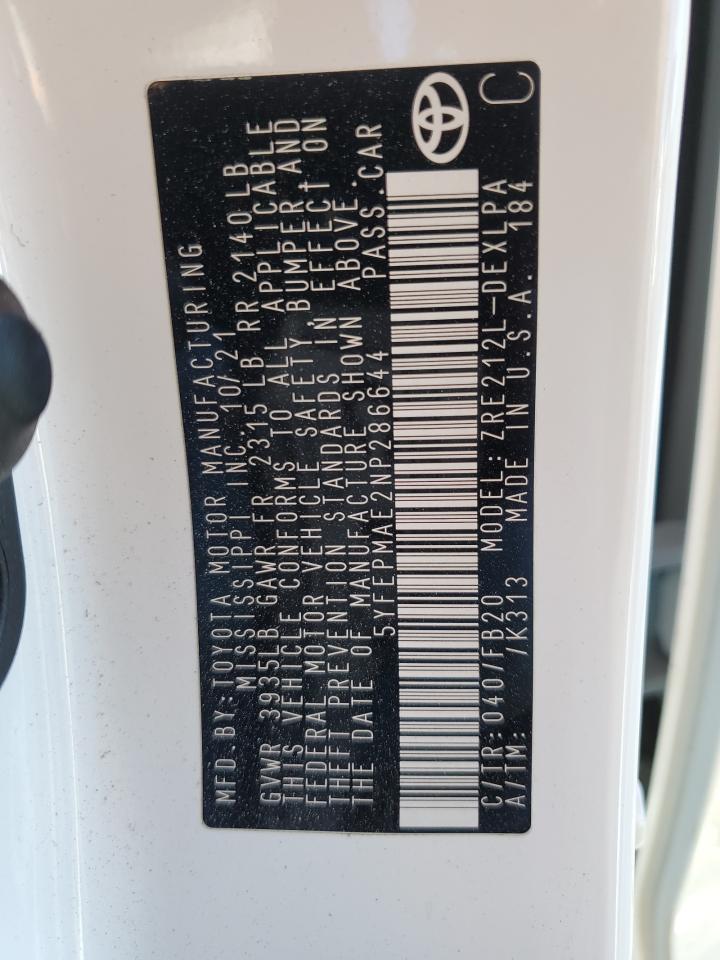 MFD.BY: TOYOTA MOTOR MANUFACTURING
MISSISSIPPI INC. 10/21
GVWR 3935LB GAWR FR 2315 LB RR 2140 LB
THIS VEHICLE CONFORMS TO ALL APPLICABLE
FEDERAL MOTOR VEHICLE SAFETY, BUMPER, AND
THEFT PREVENTION STANDARDS IN EFFECT ON
THE DATE OF MANUFACTURE SHOWN ABOVE.
5YFEPMAE2NP286644 PASS.CAR
C/TR:040/FB20 MODEL:ZRE212L-DEXLPA
A/TM: /K313 MADE IN U.S.A. 184
C